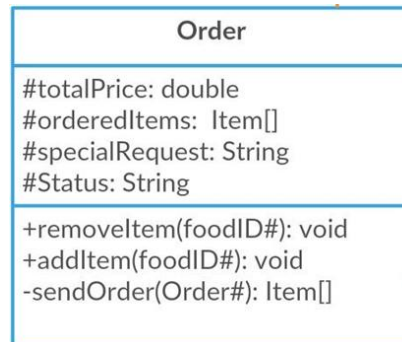 Order
#totalPrice: double
#orderedItems: Item[]
#specialRequest: String
#Status: String
+removeItem(foodID#): void
+addItem(foodID#): void
-sendOrder(Order#): Item[]